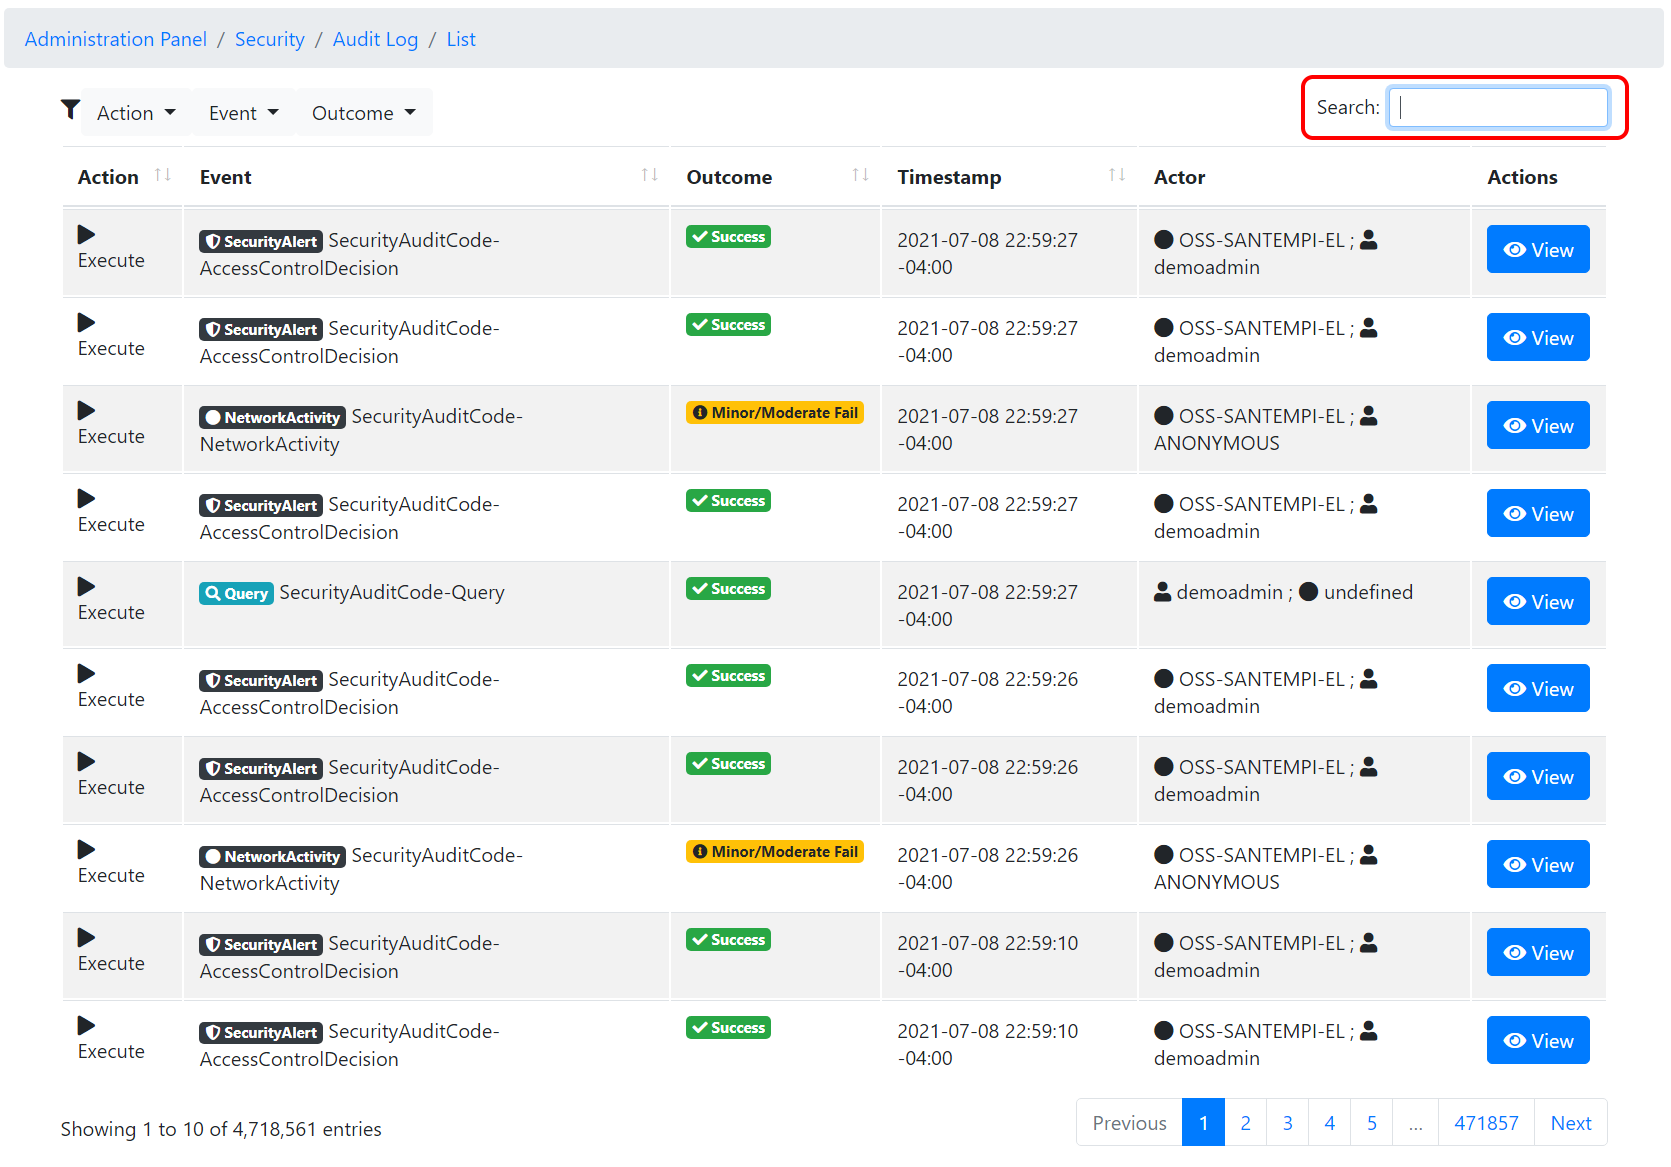 Administration Panel / Security / Audit Log / List
Action Event Outcome Search:
Action Event Outcome Timestamp Actor Actions
Execute SecurityAlert SecurityAuditCode- Success 2021-07-08 22:59:27 OSS-SANTEMPI-EL ; View
AccessControlDecision -04:00 demoadmin
Execute SecurityAlert SecurityAuditCode- Success 2021-07-08 22:59:27 OSS-SANTEMPI-EL ; View
AccessControlDecision -04:00 demoadmin
Execute NetworkActivity SecurityAuditCode- Minor/Moderate Fail 2021-07-08 22:59:27 OSS-SANTEMPI-EL ; View
NetworkActivity -04:00 ANONYMOUS
Execute SecurityAlert SecurityAuditCode- Success 2021-07-08 22:59:27 OSS-SANTEMPI-EL ; View
AccessControlDecision -04:00 demoadmin
Execute Query SecurityAuditCode-Query Success 2021-07-08 22:59:27 demoadmin ; undefined View
-04:00
Execute SecurityAlert SecurityAuditCode- Success 2021-07-08 22:59:26 OSS-SANTEMPI-EL ; View
AccessControlDecision -04:00 demoadmin
Execute SecurityAlert SecurityAuditCode- Success 2021-07-08 22:59:26 OSS-SANTEMPI-EL ; View
AccessControlDecision -04:00 demoadmin
Execute NetworkActivity SecurityAuditCode- Minor/Moderate Fail 2021-07-08 22:59:26 OSS-SANTEMPI-EL ; View
NetworkActivity -04:00 ANONYMOUS
Execute SecurityAlert SecurityAuditCode- Success 2021-07-08 22:59:10 OSS-SANTEMPI-EL ; View
AccessControlDecision -04:00 demoadmin
Execute SecurityAlert SecurityAuditCode- Success 2021-07-08 22:59:10 OSS-SANTEMPI-EL ; View
AccessControlDecision -04:00 demoadmin
Showing 1 to 10 of 4,718,561 entries Previous 1 2 3 4 5 ... 471857 Next